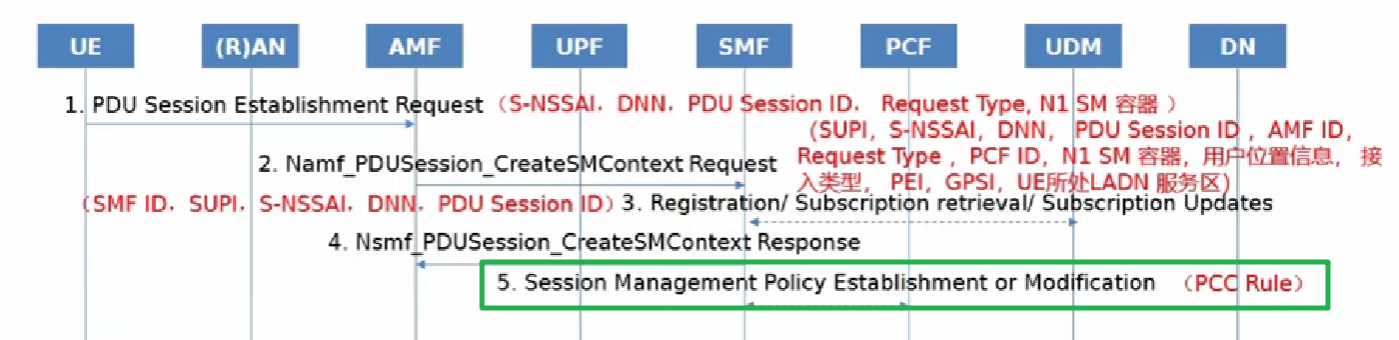 UE (R)AN AMF UPF SMF PCF UDM DN
1. PDU Session Establishment Request（S-NSSAI，DNN，PDU Session ID， Request Type, N1 SM 容器 ）
（SUPI，S-NSSAI，DNN， PDU Session ID ，AMF ID，
2. Namf_PDUSession_CreateSMContext Request Request Type ，PCF ID，N1 SM 容器，用户位置信息， 接
入类型， PEI，GPSI，UE所处LADN 服务区)
（SMF ID，SUPI，S-NSSAI，DNN，PDU Session ID）3. Registration/ Subscription retrieval/ Subscription Updates
4. Nsmf_PDUSession_CreateSMContext Response
5. Session Management Policy Establishment or Modification （PCC Rule）